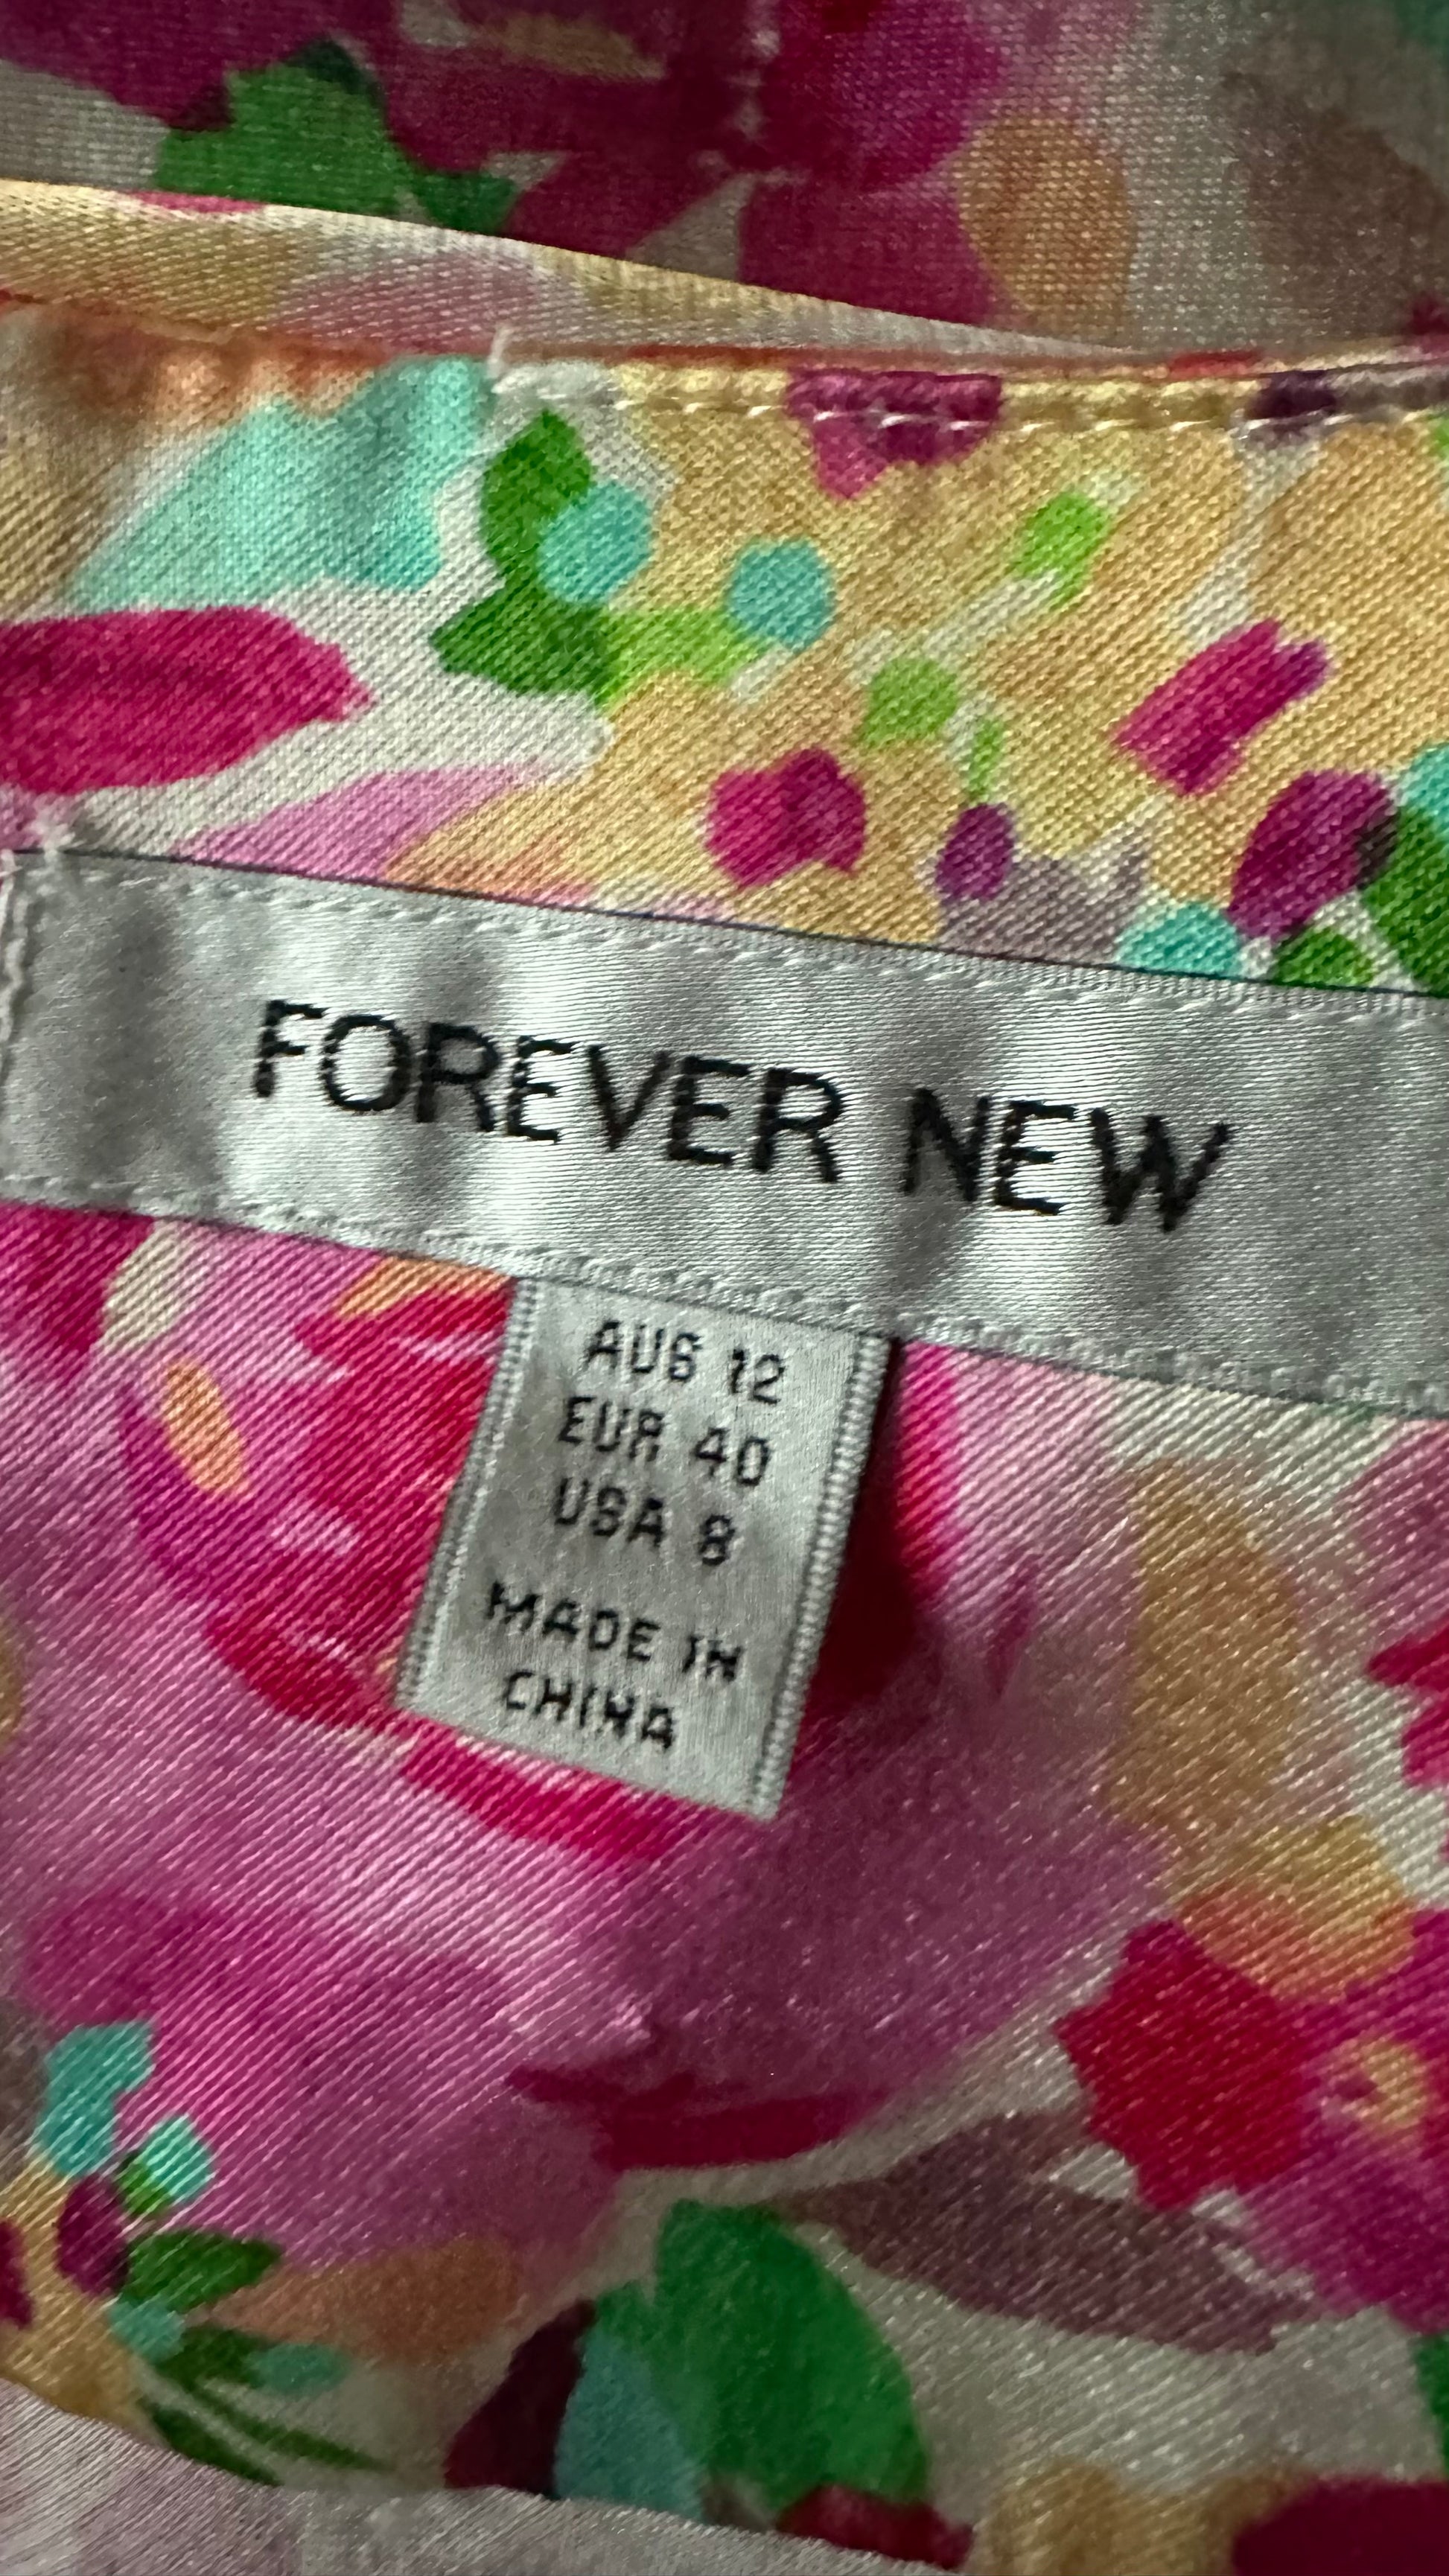 FOREVER NEW
AUS 12
EUR 40
USA 8
MADE IN
CHINA